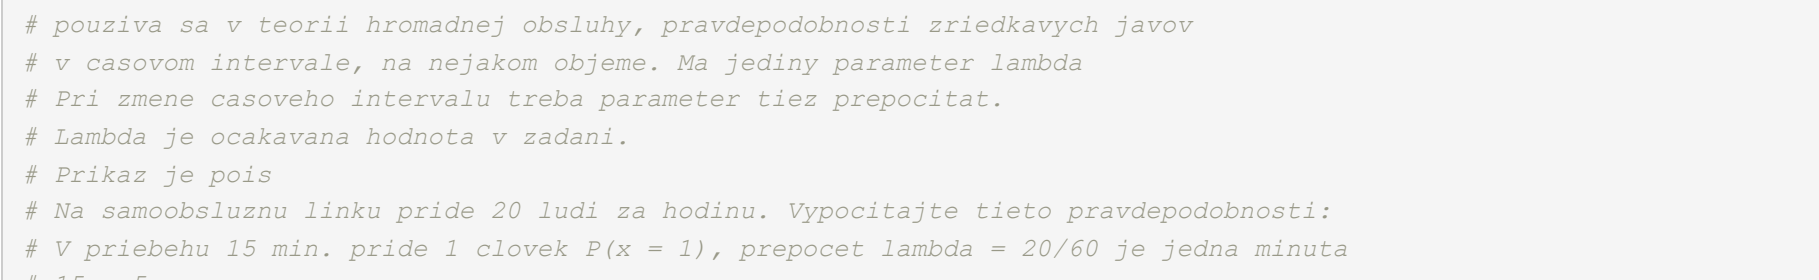 # pouziva sa v teorii hromadnej obsluhy, pravdepodobnosti zriedkavych javov
# v casovom intervale, na nejakom objeme. Ma jediny parameter lambda
# Pri zmene casoveho intervalu treba parameter tiez prepocitat.
# Lambda je ocakavana hodnota v zadani.
# Prikaz je pois
# Na samoobsluznu linku pride 20 ludi za hodinu. Vypocitajte tieto pravdepodobnosti:
# V priebehu 15 min. pride 1 clovek P(x = 1), prepocet lambda = 20/60 je jedna minuta